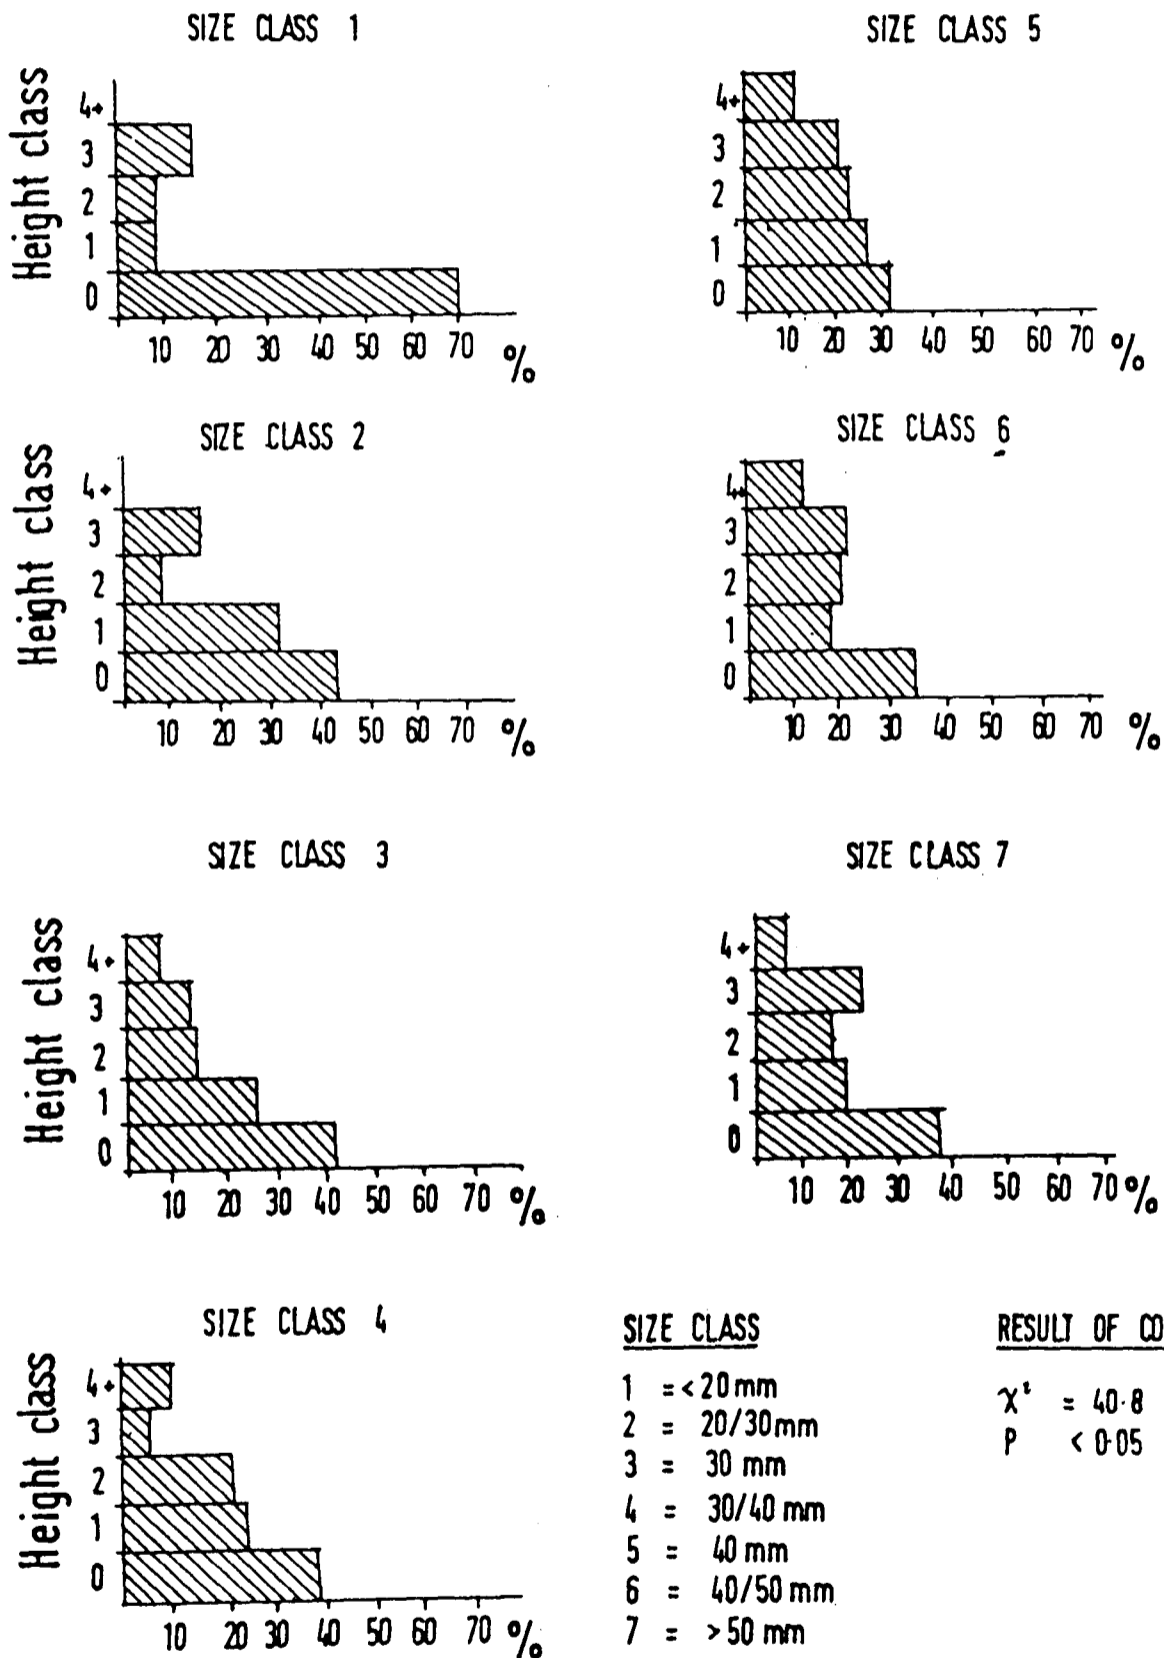 SIZE CLASS 1
Height class
4+
3
2
1
0
10 20 30 40 50 60 70 %
SIZE CLASS 5
4+
3
2
1
0
10 20 30 40 50 60 70 %
SIZE CLASS 2
Height class
4+
3
2
1
0
10 20 30 40 50 60 70 %
SIZE CLASS 6
4+
3
2
1
0
10 20 30 40 50 60 70 %
SIZE CLASS 3
Height class
4+
3
2
1
0
10 20 30 40 50 60 70 %
SIZE CLASS 7
4+
3
2
1
0
10 20 30 40 50 60 70 %
SIZE CLASS 4
Height class
4+
3
2
1
0
10 20 30 40 50 60 70 %
SIZE CLASS
1 = <20 mm
2 = 20/30mm
3 = 30 mm
4 = 30/40 mm
5 = 40 mm
6 = 40/50 mm
7 = >50 mm
RESULT OF CO
χ² = 40·8
P < 0·05